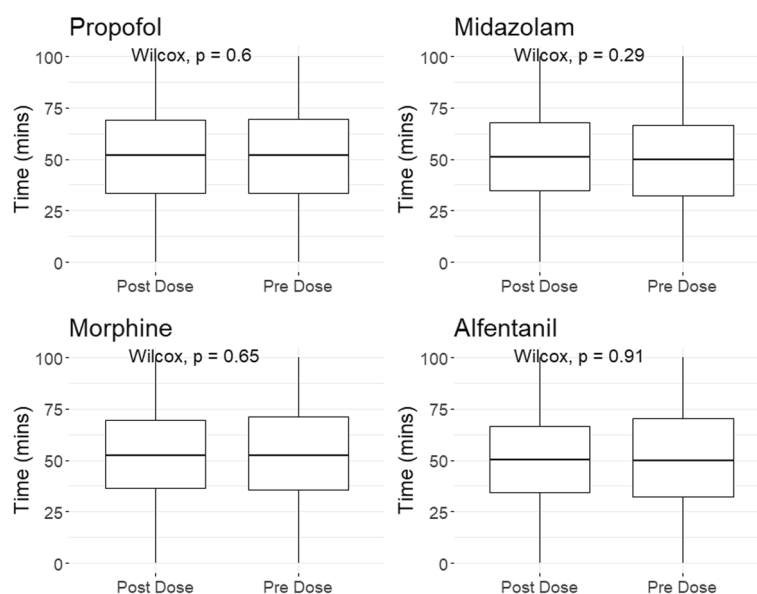 Propofol
Wilcox, p = 0.6
Time (mins)
100
75
50
25
0
Post Dose Pre Dose
Midazolam
Wilcox, p = 0.29
Time (mins)
100
75
50
25
0
Post Dose Pre Dose
Morphine
Wilcox, p = 0.65
Time (mins)
100
75
50
25
0
Post Dose Pre Dose
Alfentanil
Wilcox, p = 0.91
Time (mins)
100
75
50
25
0
Post Dose Pre Dose